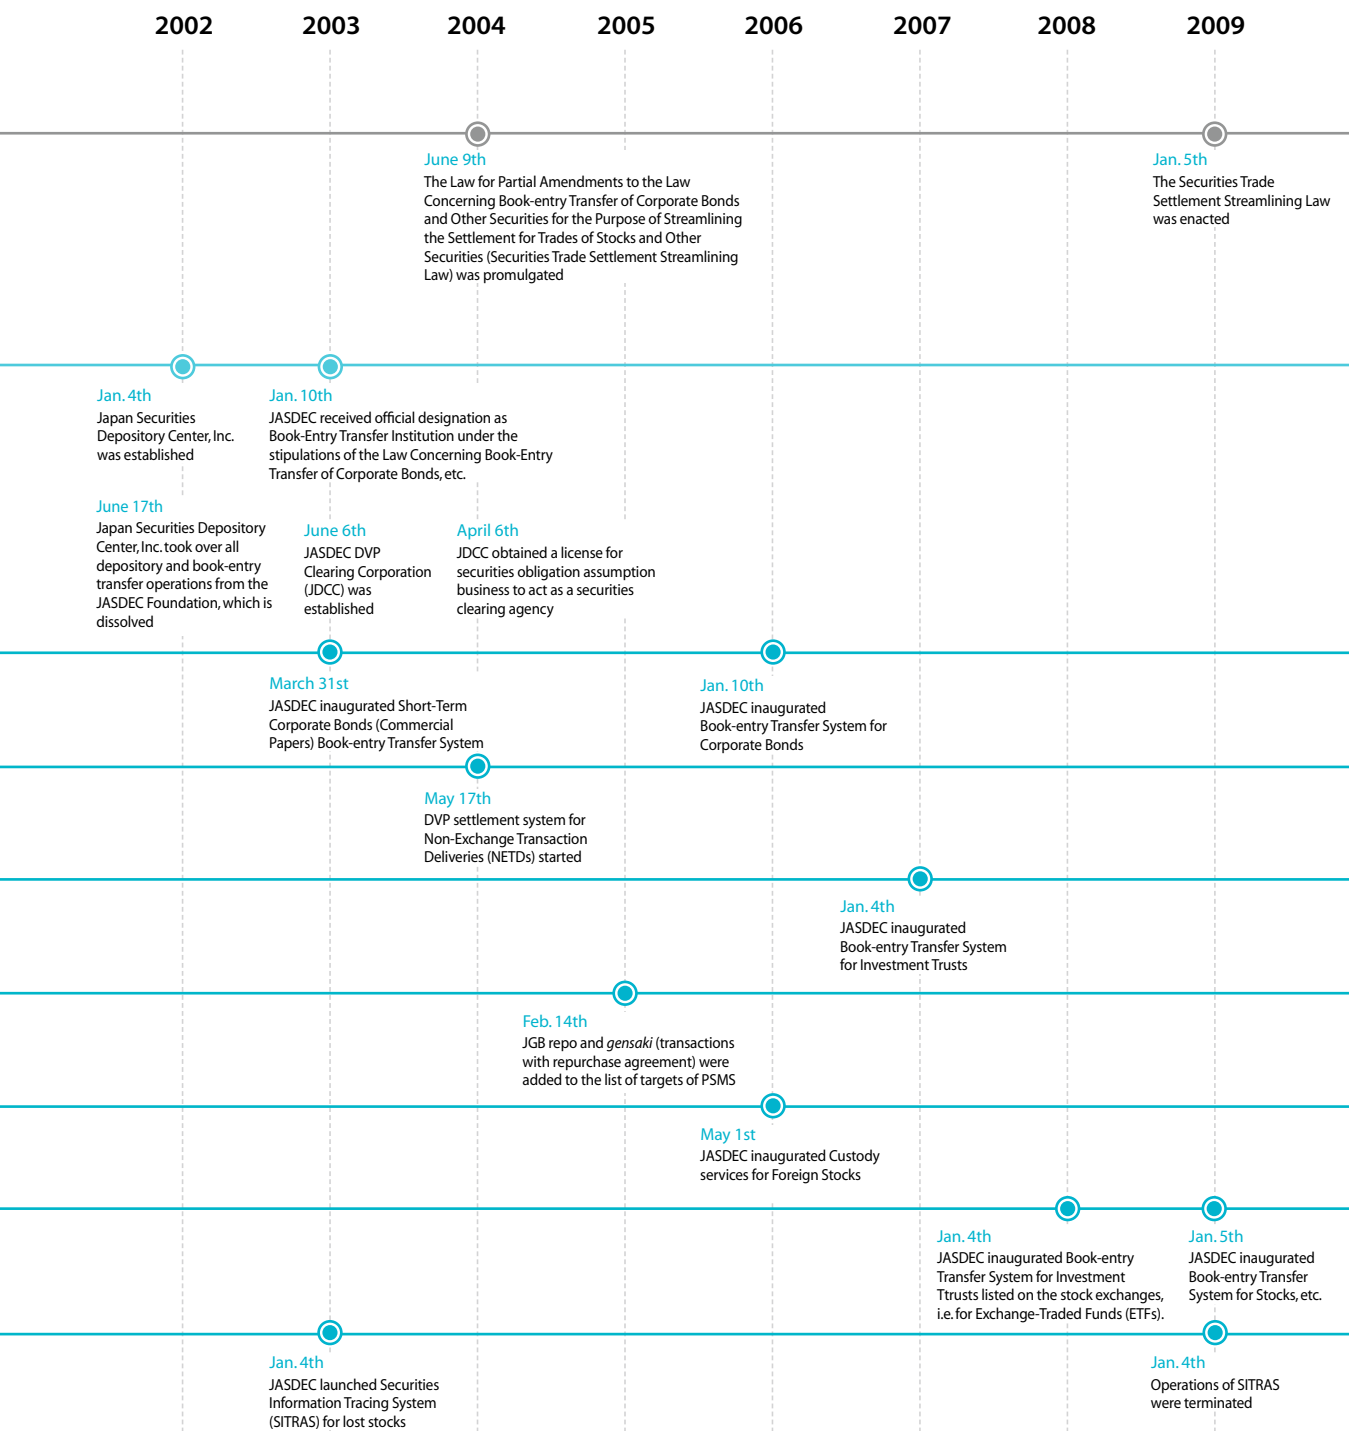 2002 2003 2004 2005 2006 2007 2008 2009
June 9th
The Law for Partial Amendments to the Law
Concerning Book-entry Transfer of Corporate Bonds
and Other Securities for the Purpose of Streamlining
the Settlement for Trades of Stocks and Other
Securities (Securities Trade Settlement Streamlining
Law) was promulgated
Jan. 5th
The Securities Trade
Settlement Streamlining Law
was enacted
Jan. 4th
Japan Securities
Depository Center, Inc.
was established
Jan. 10th
JASDEC received official designation as
Book-Entry Transfer Institution under the
stipulations of the Law Concerning Book-Entry
Transfer of Corporate Bonds, etc.
June 17th
Japan Securities Depository
Center, Inc. took over all
depository and book-entry
transfer operations from the
JASDEC Foundation, which is
dissolved
June 6th
JASDEC DVP
Clearing Corporation
(JDCC) was
established
April 6th
JDCC obtained a license for
securities obligation assumption
business to act as a securities
clearing agency
March 31st
JASDEC inaugurated Short-Term
Corporate Bonds (Commercial
Papers) Book-entry Transfer System
Jan. 10th
JASDEC inaugurated
Book-entry Transfer System for
Corporate Bonds
May 17th
DVP settlement system for
Non-Exchange Transaction
Deliveries (NETDs) started
Jan. 4th
JASDEC inaugurated
Book-entry Transfer System
for Investment Trusts
Feb. 14th
JGB repo and gensaki (transactions
with repurchase agreement) were
added to the list of targets of PSMS
May 1st
JASDEC inaugurated Custody
services for Foreign Stocks
Jan. 4th
JASDEC inaugurated Book-entry
Transfer System for Investment
Ttrusts listed on the stock exchanges,
i.e. for Exchange-Traded Funds (ETFs).
Jan. 5th
JASDEC inaugurated
Book-entry Transfer
System for Stocks, etc.
Jan. 4th
JASDEC launched Securities
Information Tracing System
(SITRAS) for lost stocks
Jan. 4th
Operations of SITRAS
were terminated